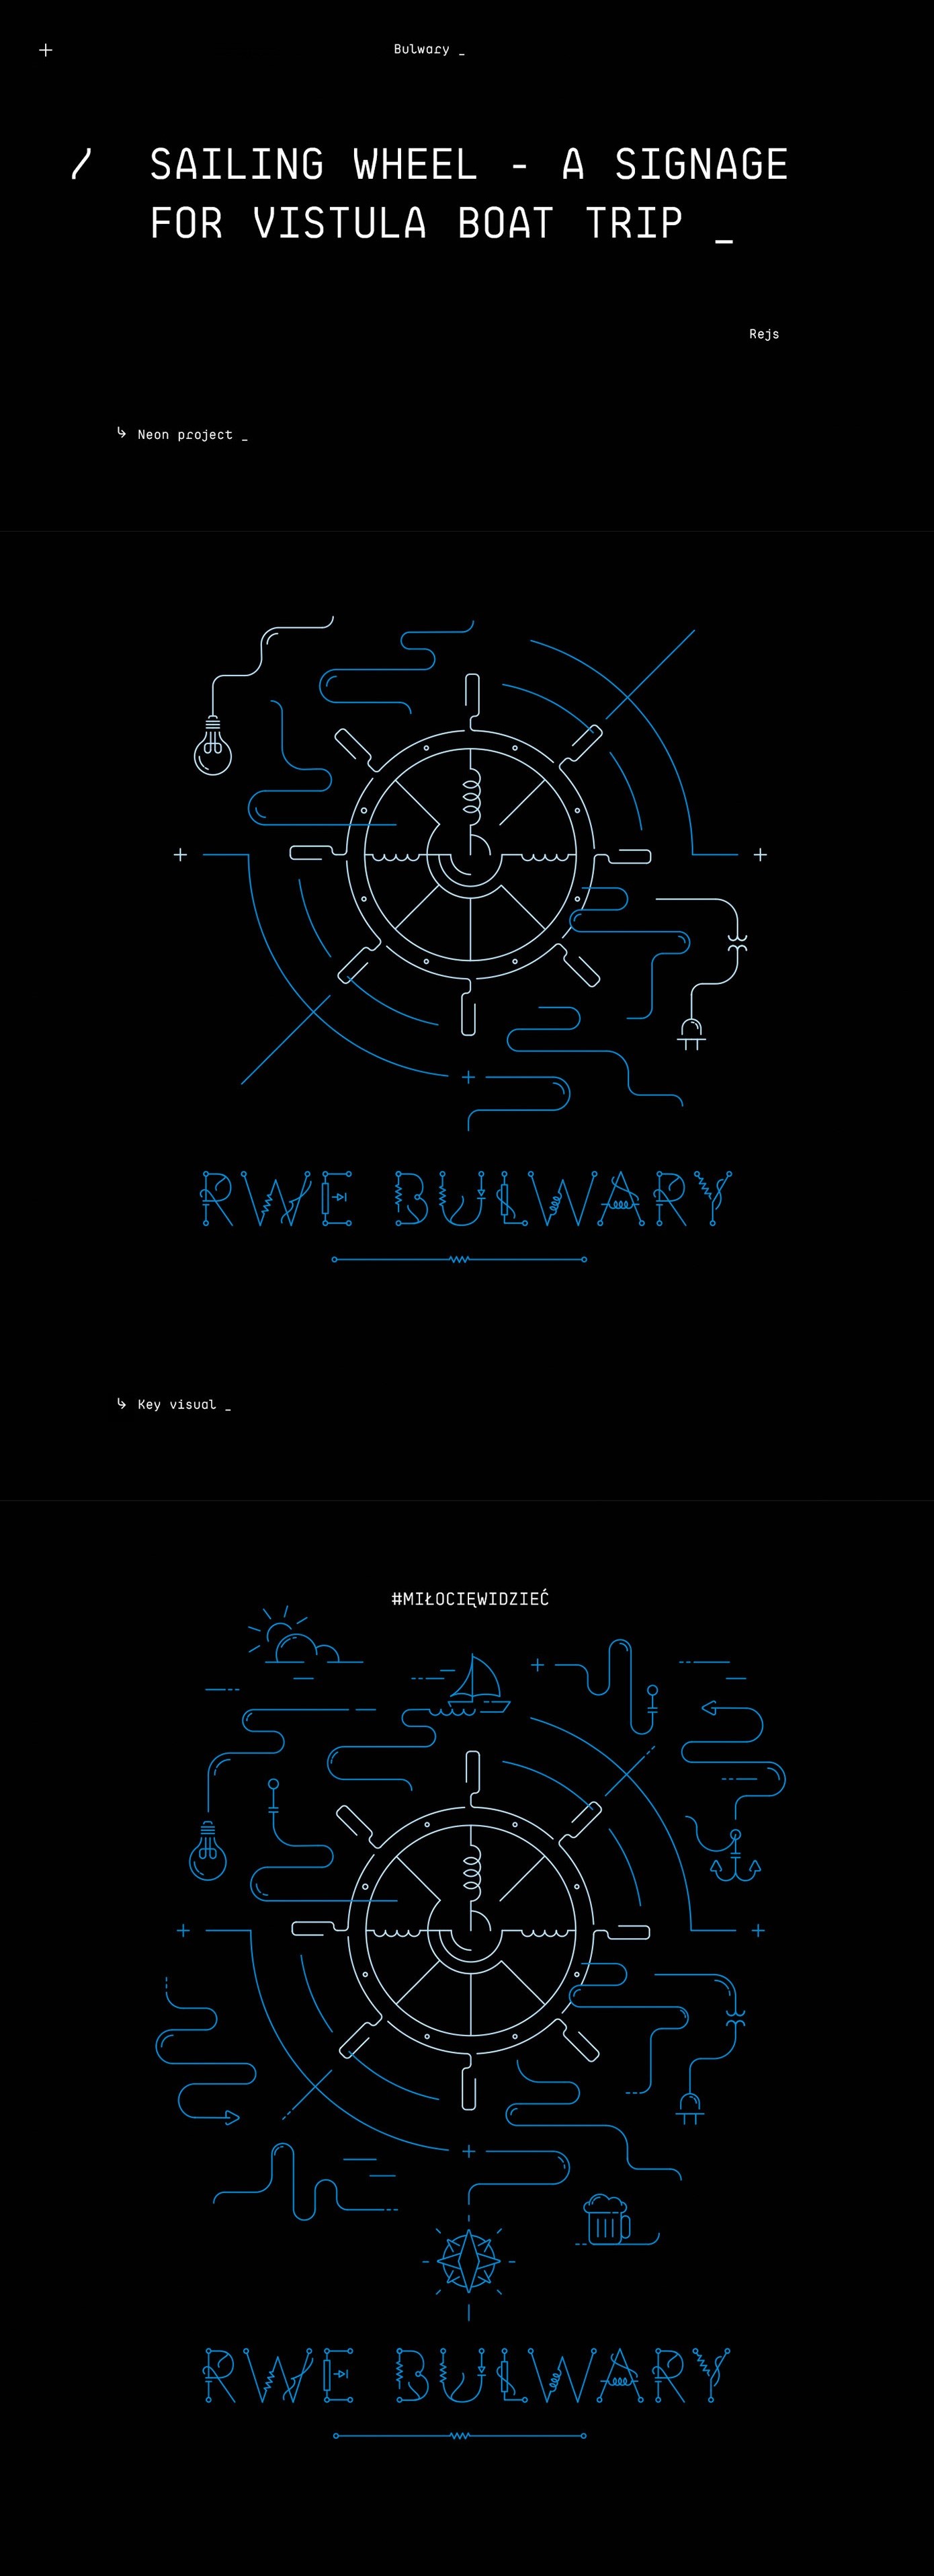 Bulwary _
SAILING WHEEL - A SIGNAGE
FOR VISTULA BOAT TRIP _
Rejs
↳ Neon project _
RWE BULWARY
↳ Key visual _
#MIŁOCIĘWIDZIEĆ
RWE BULWARY